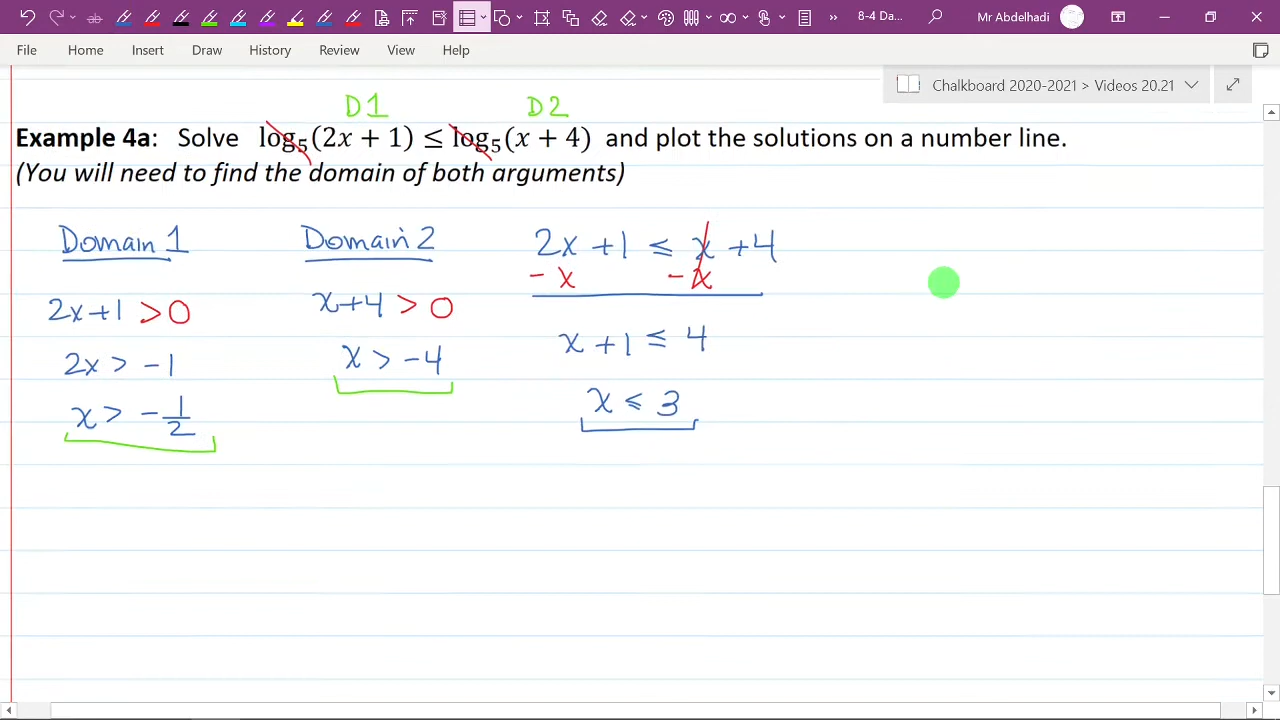 8-4 Da...
Mr Abdelhadi
File Home Insert Draw History Review View Help
Chalkboard 2020-2021 > Videos 20.21
D1 D2
Example 4a: Solve log₅(2x + 1) ≤ log₅(x + 4) and plot the solutions on a number line.
(You will need to find the domain of both arguments)
Domain 1
2x+1 > 0
2x > -1
x > -1/2
Domain 2
x+4 > 0
x > -4
2x +1 ≤ x +4
- x - x
x +1 ≤ 4
x ≤ 3